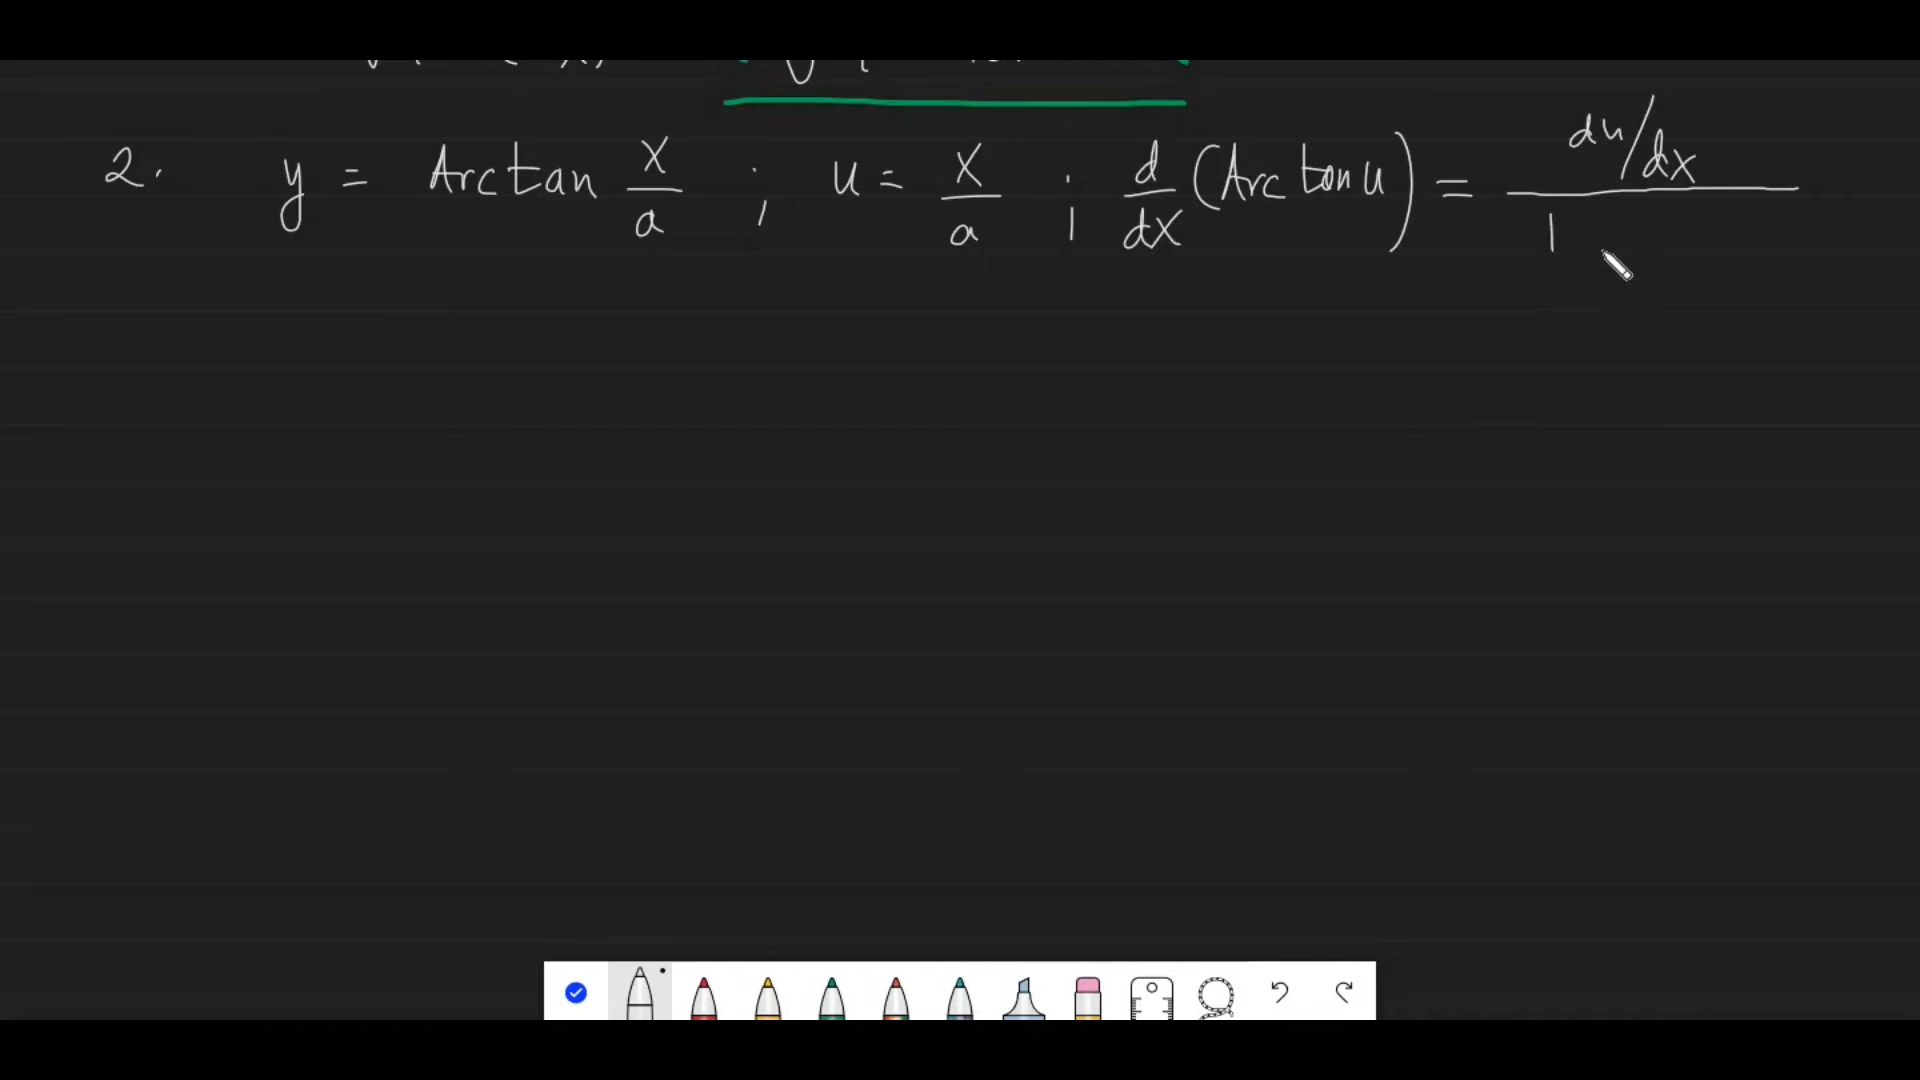 2. y = Arctan x/a ; u = x/a ; d/dx (Arctan u) = du/dx / 1